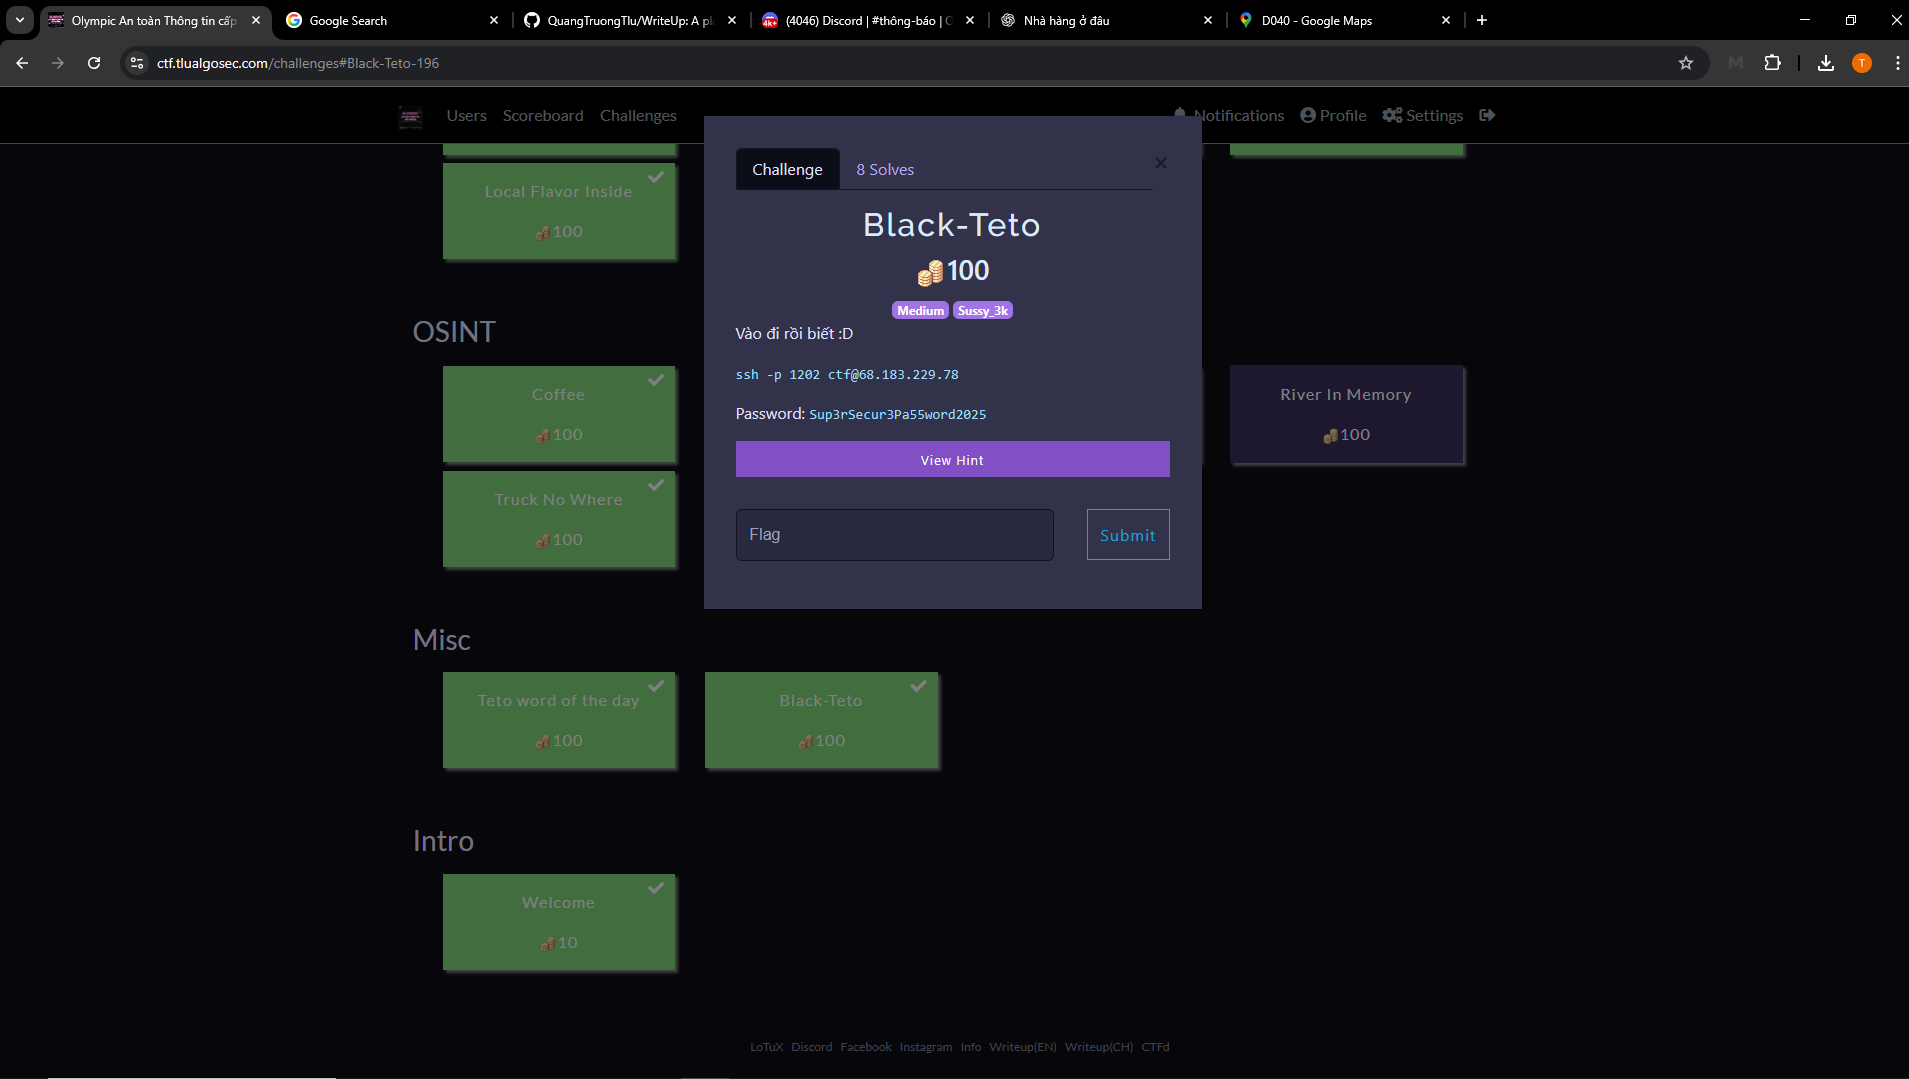 Olympic An toàn Thông tin cấp
Google Search
QuangTruongTlu/WriteUp: A pl
(4046) Discord | #thông-báo | C
Nhà hàng ở đâu
D040 - Google Maps
ctf.tlualgosec.com/challenges#Black-Teto-196
T
Users
Scoreboard
Challenges
Notifications
Profile
Settings
Challenge
8 Solves
Black-Teto
100
Medium
Sussy_3k
Vào đi rồi biết :D
ssh -p 1202 ctf@68.183.229.78
Password: Sup3rSecur3Pa55word2025
View Hint
Flag
Submit
Local Flavor Inside
100
OSINT
Coffee
100
River In Memory
100
Truck No Where
100
Misc
Teto word of the day
100
Black-Teto
100
Intro
Welcome
10
LoTuX Discord Facebook Instagram Info Writeup(EN) Writeup(CH) CTFd